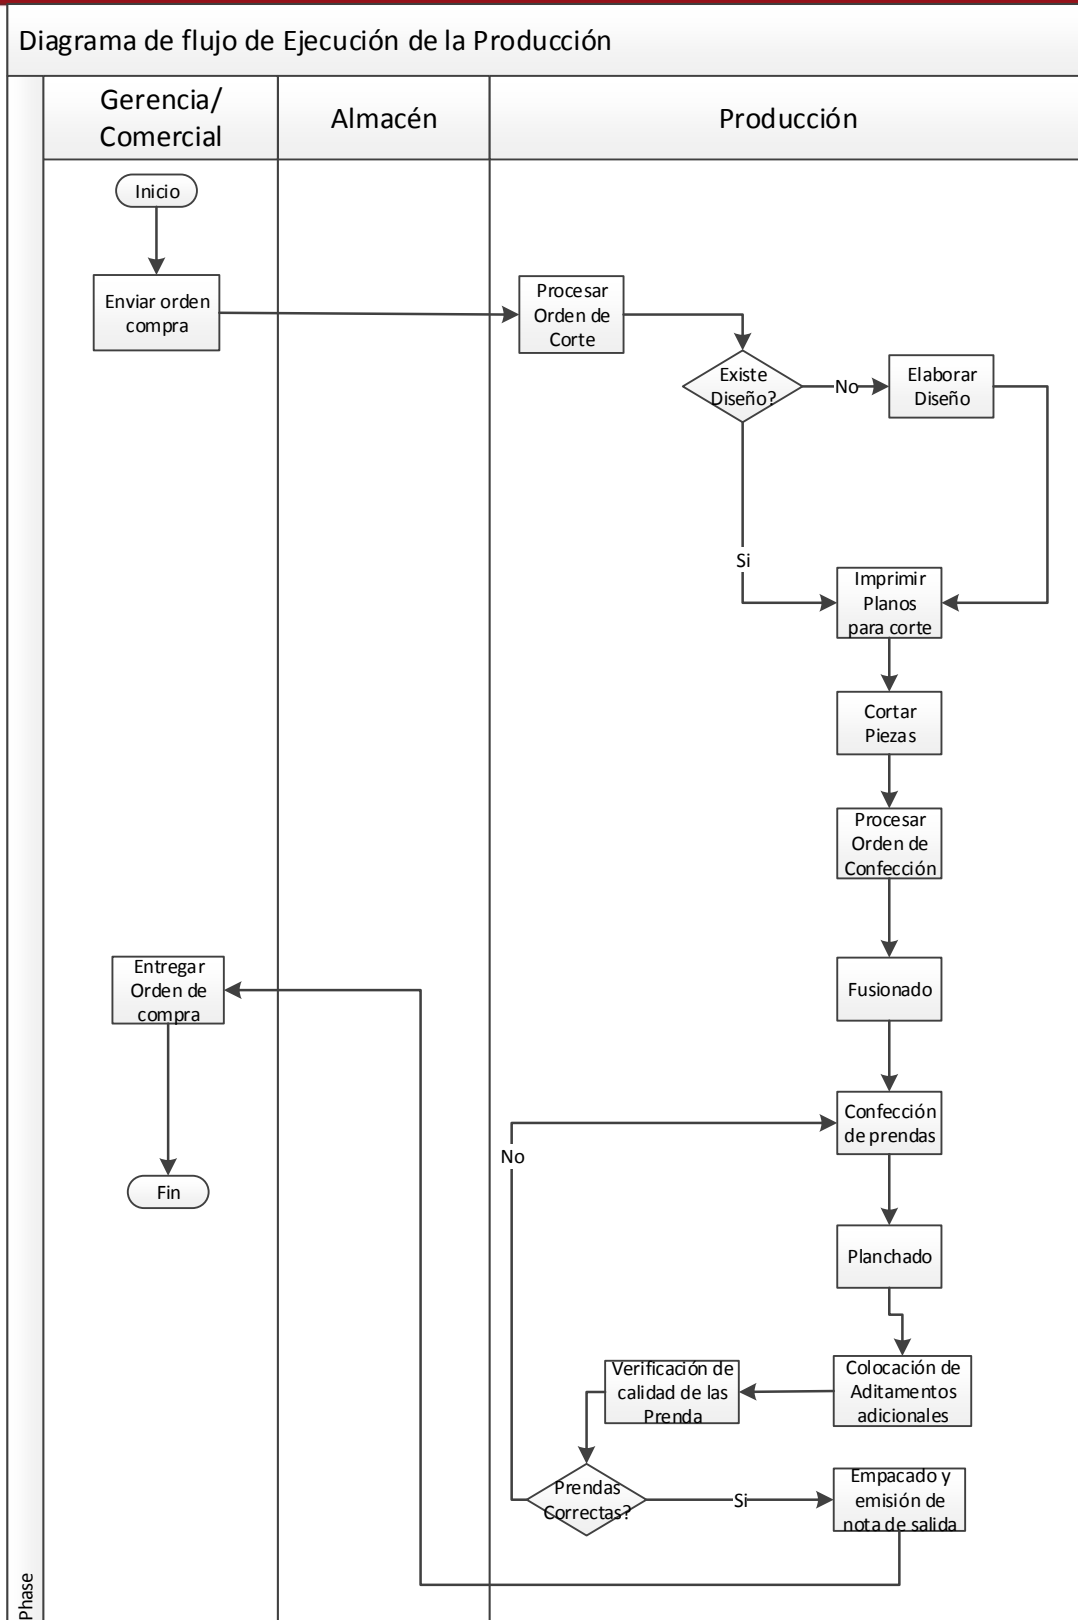 Diagrama de flujo de Ejecución de la Producción
Gerencia/
Comercial
Almacén
Producción
Inicio
Enviar orden
compra
Procesar
Orden de
Corte
Existe
Diseño?
No
Elaborar
Diseño
Si
Imprimir
Planos
para corte
Cortar
Piezas
Procesar
Orden de
Confección
Entregar
Orden de
compra
Fusionado
Confección
de prendas
No
Fin
Planchado
Verificación de
calidad de las
Prenda
Colocación de
Aditamentos
adicionales
Prendas
Correctas?
Si
Empacado y
emisión de
nota de salida
Phase